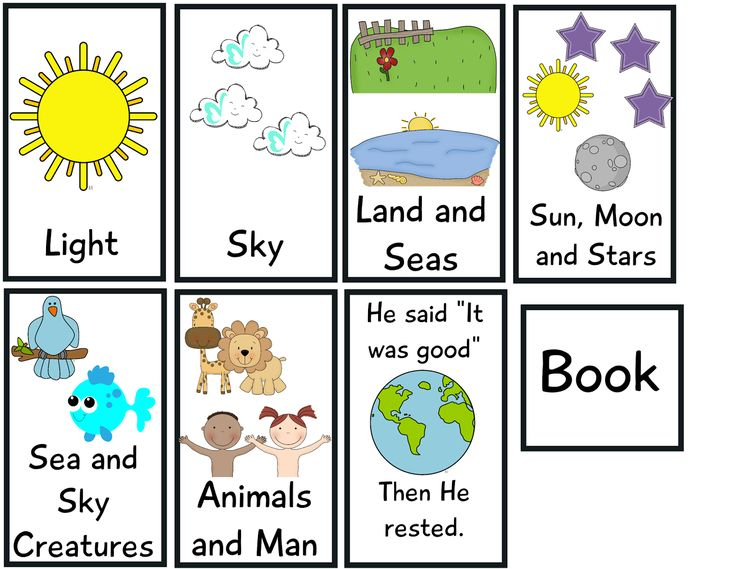 Light
Sky
Land and
Seas
Sun, Moon
and Stars
Sea and
Sky
Creatures
Animals
and Man
He said "It
was good"
Then He
rested.
Book